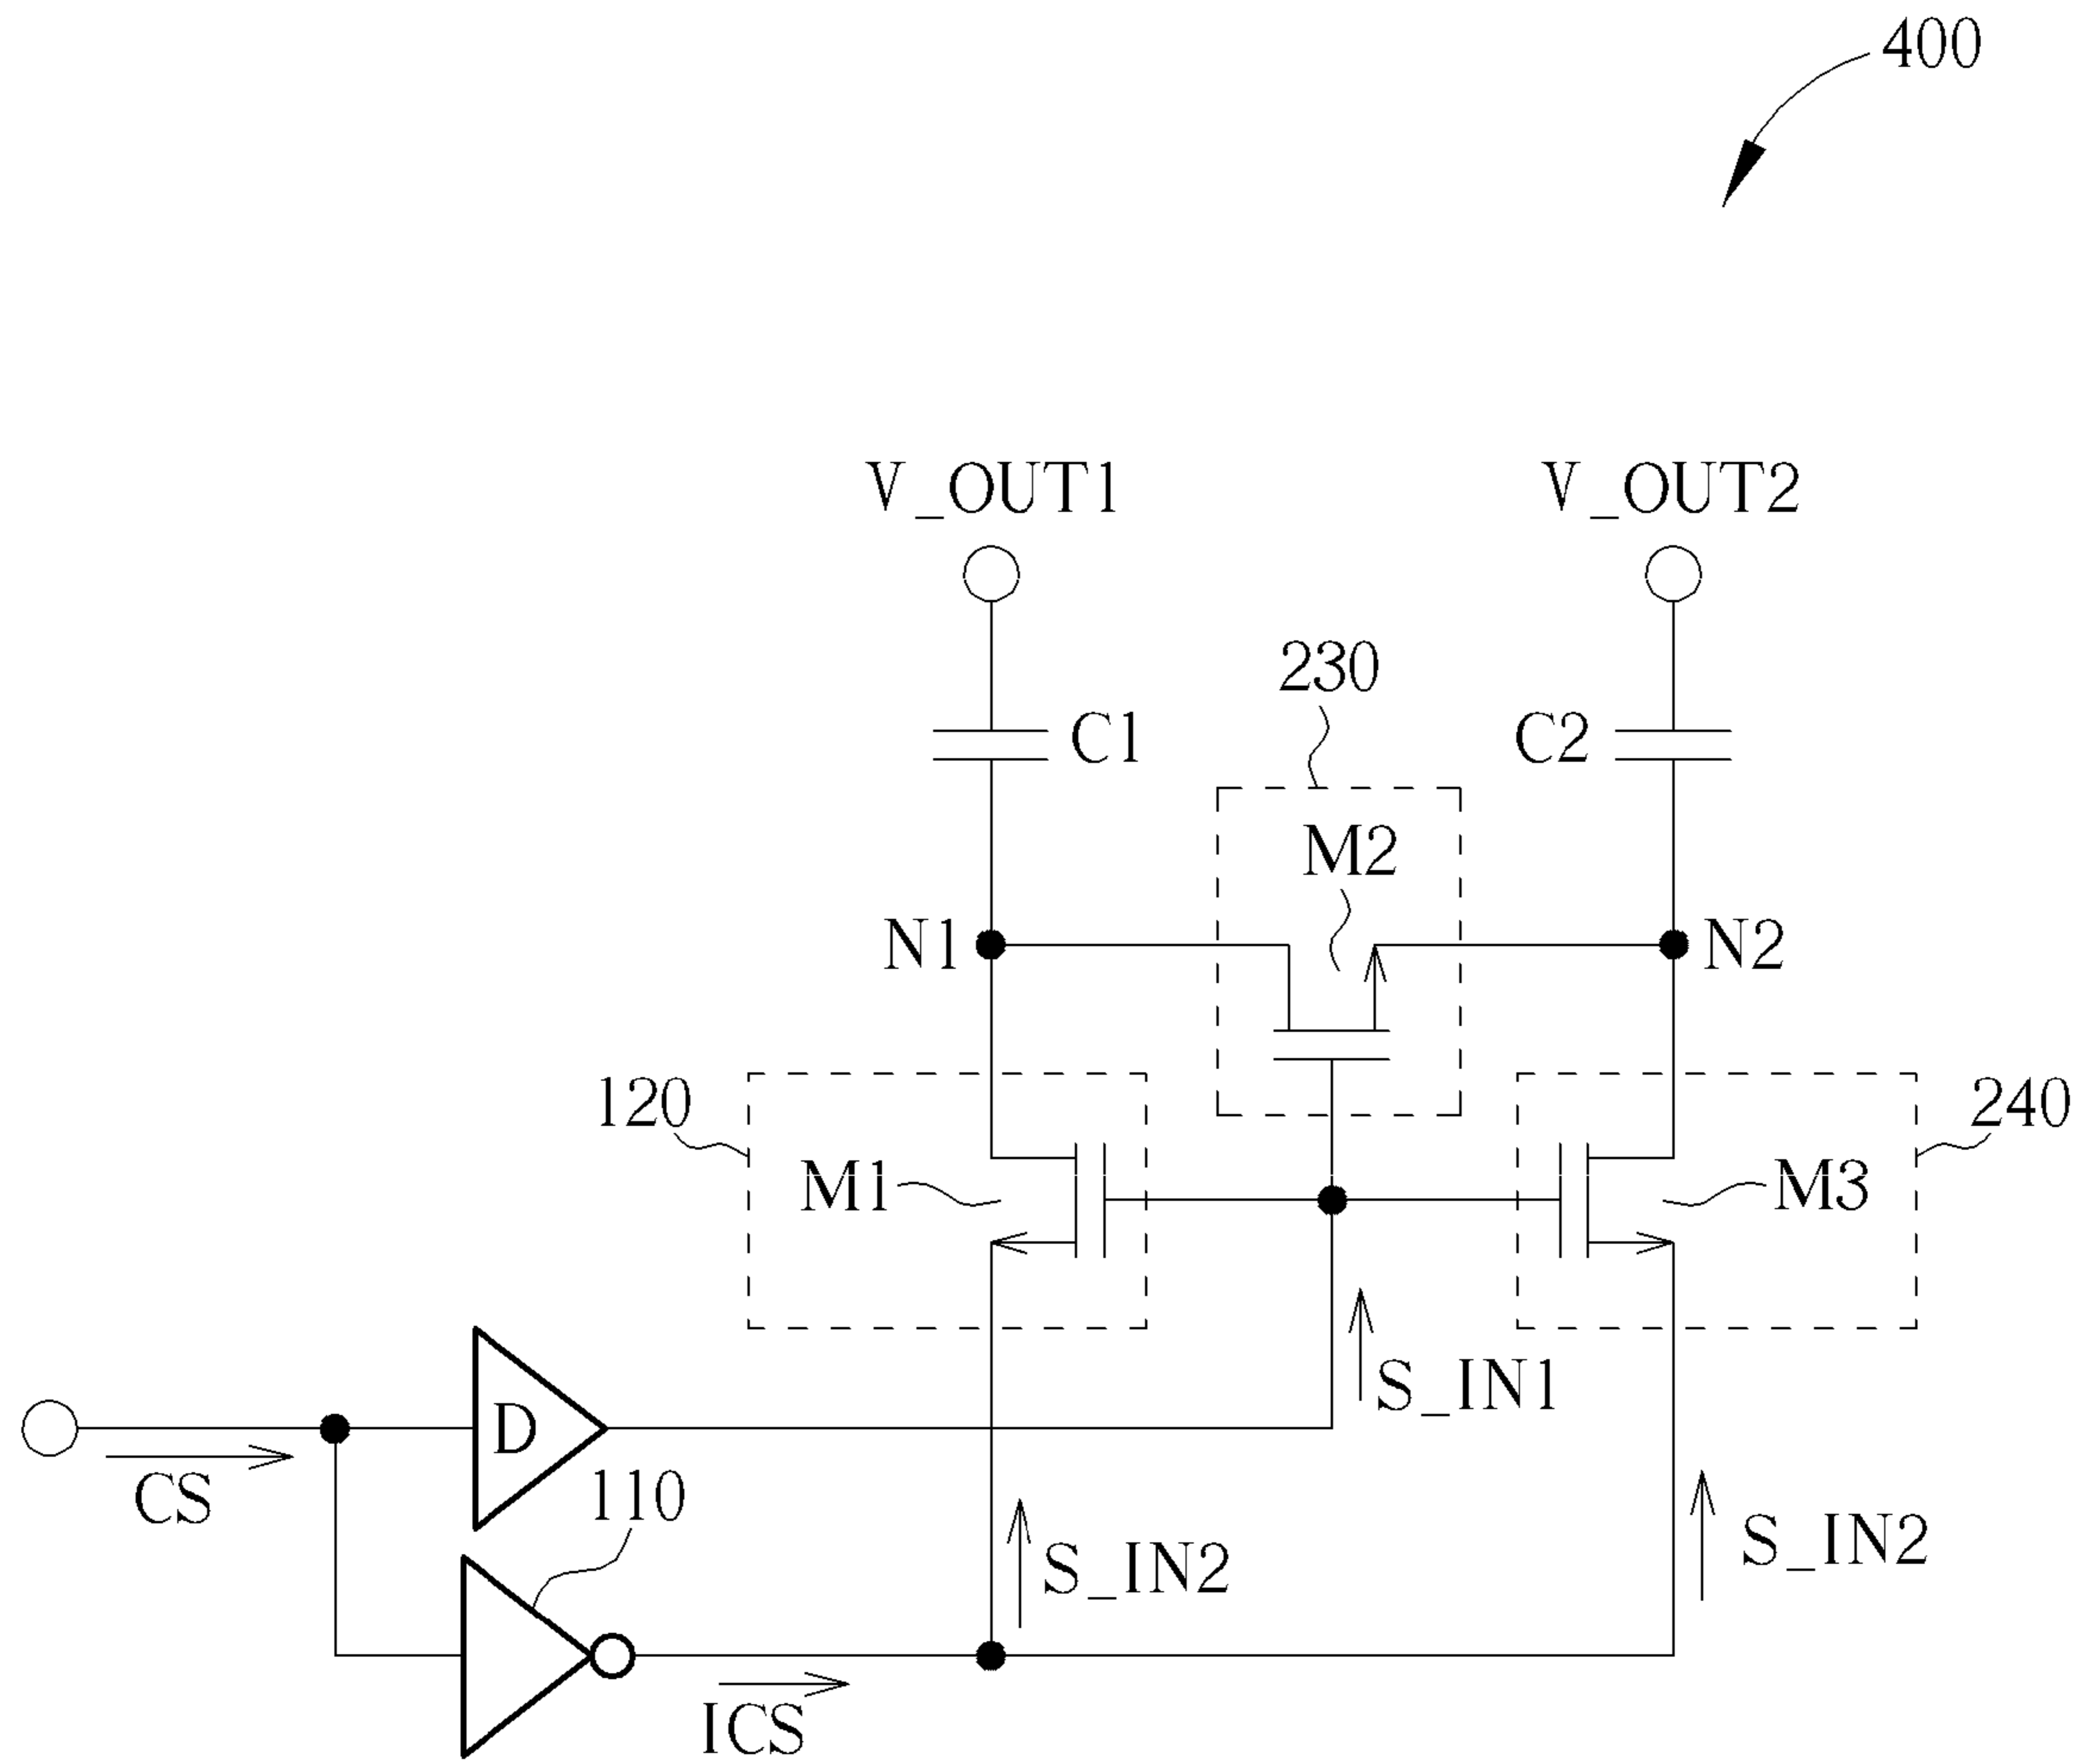 400
V_OUT1
V_OUT2
230
C1
C2
M2
N1
N2
120
240
M1
M3
S_IN1
D
CS
110
S_IN2
S_IN2
ICS